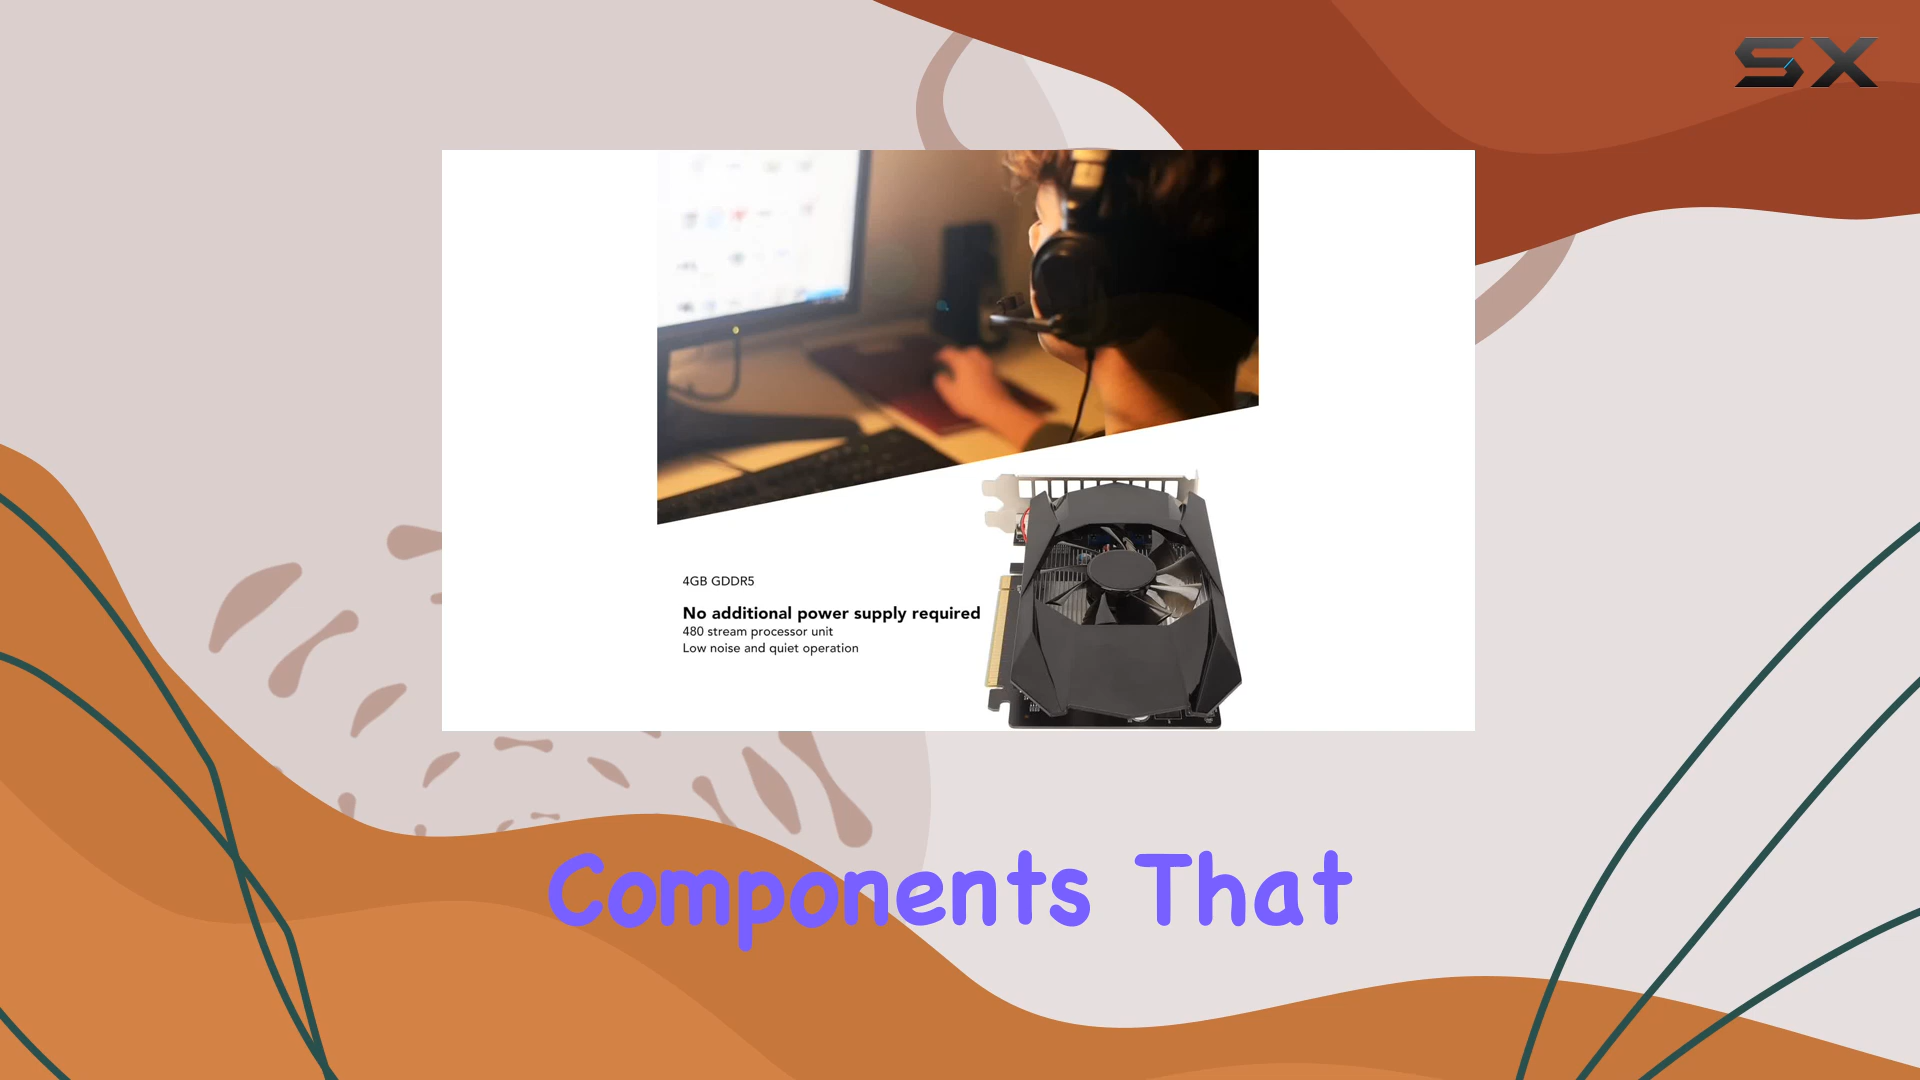 SX
4GB GDDR5
No additional power supply required
480 stream processor unit
Low noise and quiet operation
Components That